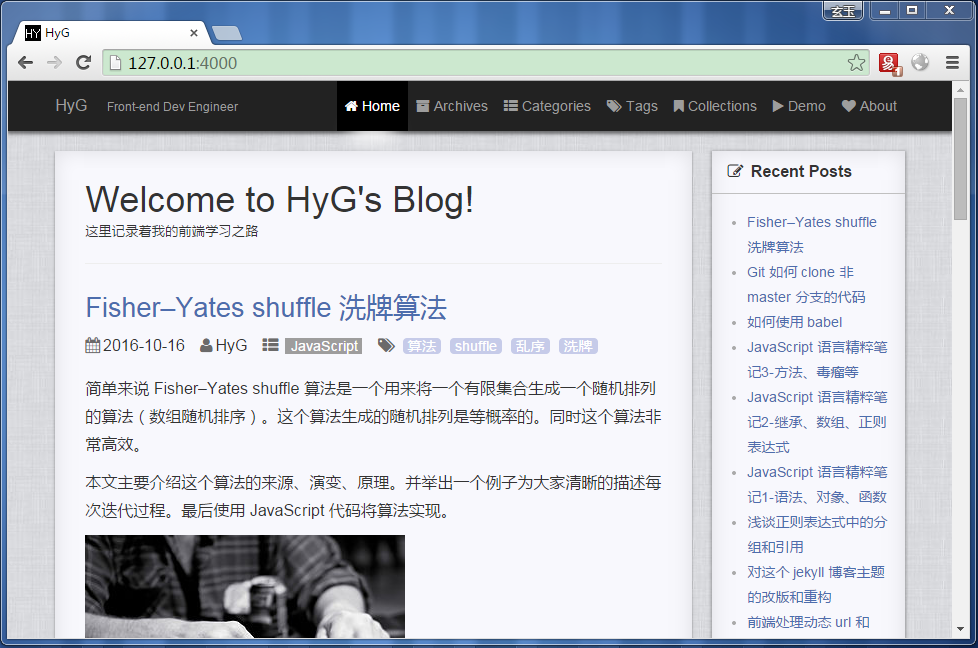 玄玉
HY HyG
127.0.0.1:4000
HyG Front-end Dev Engineer Home Archives Categories Tags Collections Demo About
Welcome to HyG's Blog!
这里记录着我的前端学习之路
Fisher–Yates shuffle 洗牌算法
2016-10-16 HyG JavaScript 算法 shuffle 乱序 洗牌
简单来说 Fisher–Yates shuffle 算法是一个用来将一个有限集合生成一个随机排列
的算法（数组随机排序）。这个算法生成的随机排列是等概率的。同时这个算法非
常高效。
本文主要介绍这个算法的来源、演变、原理。并举出一个例子为大家清晰的描述每
次迭代过程。最后使用 JavaScript 代码将算法实现。
Recent Posts
Fisher–Yates shuffle
洗牌算法
Git 如何 clone 非
master 分支的代码
如何使用 babel
JavaScript 语言精粹笔
记3-方法、毒瘤等
JavaScript 语言精粹笔
记2-继承、数组、正则
表达式
JavaScript 语言精粹笔
记1-语法、对象、函数
浅谈正则表达式中的分
组和引用
对这个 jekyll 博客主题
的改版和重构
前端处理动态 url 和